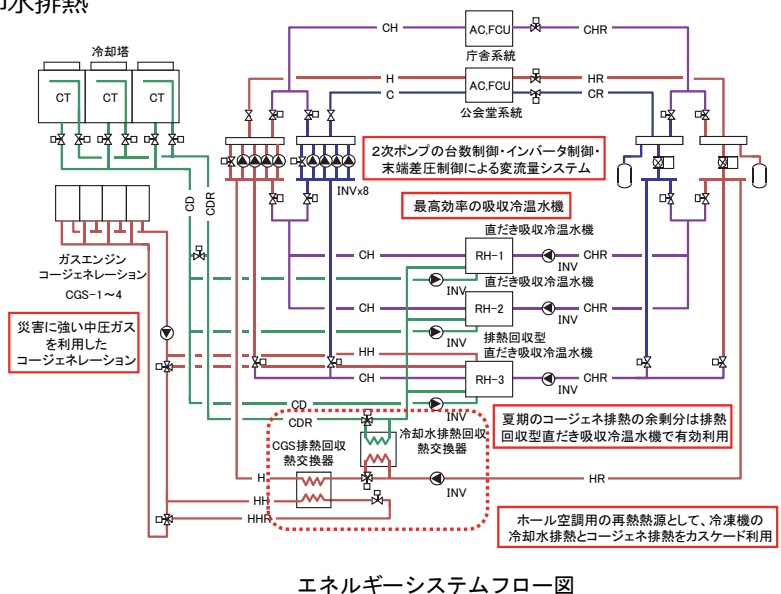 却水排熱
冷却塔
CT
CT
CT
CH
AC,FCU
CHR
庁舎系統
H
AC,FCU
HR
C
CR
公会堂系統
2次ポンプの台数制御・インバータ制御・
末端差圧制御による変流量システム
INVx8
最高効率の吸収冷温水機
CD
CDR
ガスエンジン
コージェネレーション
CGS-1～4
災害に強い中圧ガス
を利用した
コージェネレーション
直だき吸収冷温水機
CH
RH-1
CHR
INV
INV
直だき吸収冷温水機
CH
RH-2
CHR
INV
INV
排熱回収型
直だき吸収冷温水機
HH
CH
RH-3
CHR
INV
INV
CD
CDR
夏期のコージェネ排熱の余剰分は排熱
回収型直だき吸収冷温水機で有効利用
冷却水排熱回収
熱交換器
CGS排熱回収
熱交換器
H
HR
INV
HH
HHR
ホール空調用の再熱熱源として、冷凍機の
冷却水排熱とコージェネ排熱をカスケード利用
エネルギーシステムフロー図